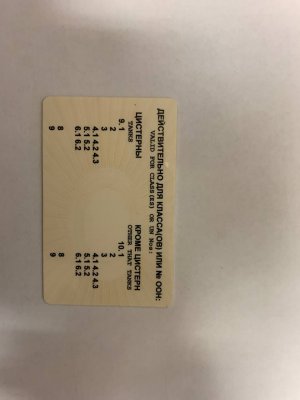 ДЕЙСТВИТЕЛЬНО ДЛЯ КЛАССА(ОВ) ИЛИ № ООН:
VALID FOR CLASS(ES) OR UN Nos:
ЦИСТЕРНЫ КРОМЕ ЦИСТЕРН
TANKS OTHER THAT TANKS
9.1 10.1
2 2
3 3
4.1 4.2 4.3 4.1 4.2 4.3
5.1 5.2 5.1 5.2
6.1 6.2 6.1 6.2
8 8
9 9